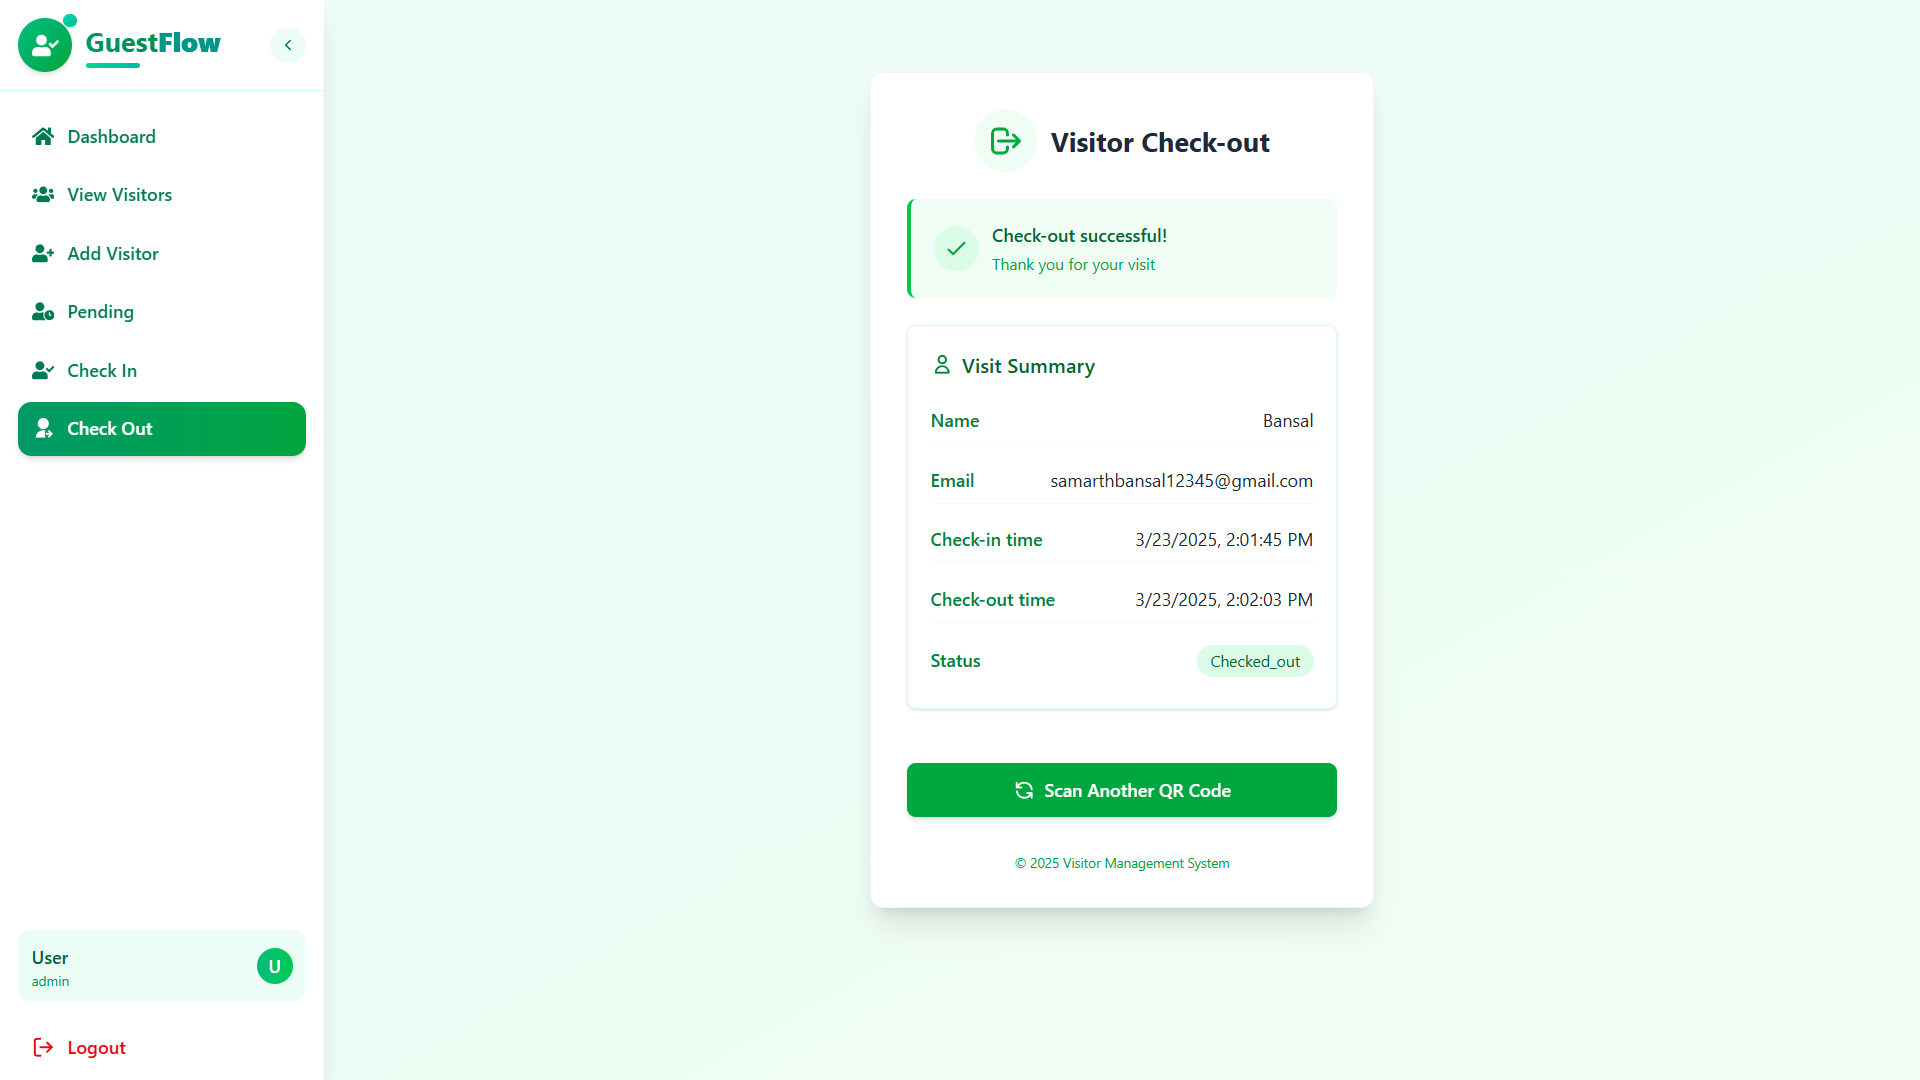 GuestFlow
Dashboard
View Visitors
Add Visitor
Pending
Check In
Check Out
User
admin
U
Logout
Visitor Check-out
Check-out successful!
Thank you for your visit
Visit Summary
Name Bansal
Email samarthbansal12345@gmail.com
Check-in time 3/23/2025, 2:01:45 PM
Check-out time 3/23/2025, 2:02:03 PM
Status Checked_out
Scan Another QR Code
© 2025 Visitor Management System